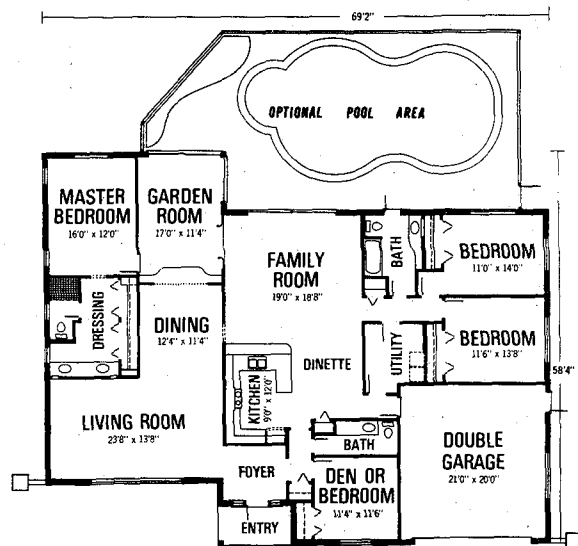 69'2"
OPTIONAL POOL AREA
MASTER
BEDROOM
16'0" x 12'0"
GARDEN
ROOM
17'0" x 11'4"
FAMILY
ROOM
19'0" x 18'8"
BATH
BEDROOM
11'0" x 14'0"
DRESSING
DINING
12'4" x 11'4"
DINETTE
UTILITY
BEDROOM
11'6" x 13'8"
58'4"
KITCHEN
9'0" x 12'0"
LIVING ROOM
23'8" x 13'8"
BATH
DOUBLE
GARAGE
21'0" x 20'0"
FOYER
DEN OR
BEDROOM
11'4" x 11'6"
ENTRY